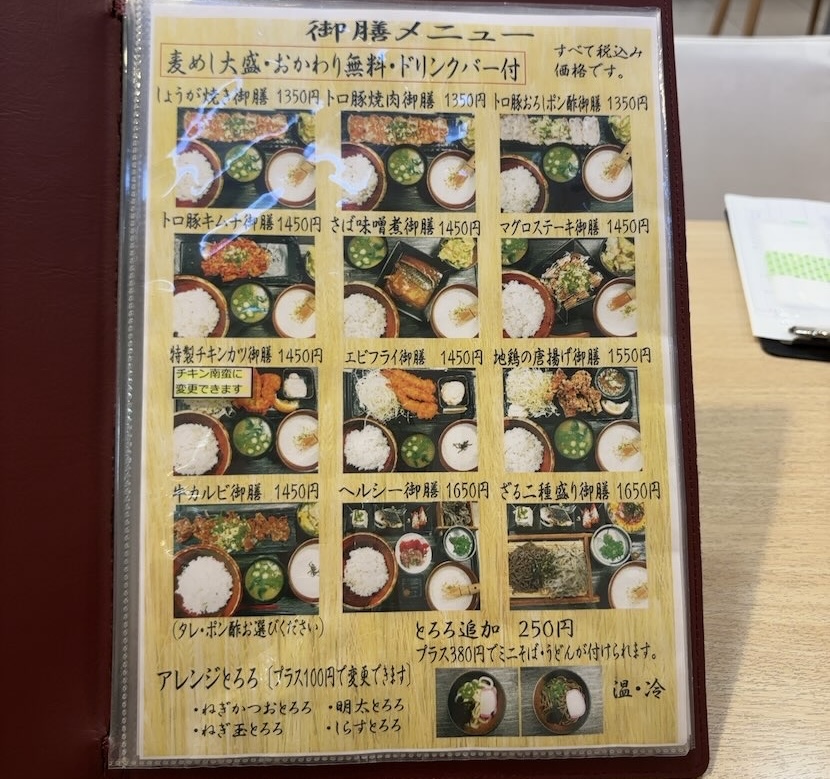 御膳メニュー
麦めし大盛・おかわり無料・ドリンクバー付
すべて税込み
価格です。
しょうが焼き御膳 1350円
トロ豚焼肉御膳 1350円
トロ豚おろしポン酢御膳 1350円
トロ豚キムチ御膳 1450円
さば味噌煮御膳 1450円
マグロステーキ御膳 1450円
特製チキンカツ御膳 1450円
チキン南蛮に
変更できます
エビフライ御膳 1450円
地鶏の唐揚げ御膳 1550円
牛カルビ御膳 1450円
(タレ・ポン酢お選びください)
ヘルシー御膳 1650円
ざる二種盛り御膳 1650円
とろろ追加 250円
プラス380円でミニそば・うどんが付けられます。
温・冷
アレンジとろろ〔プラス100円で変更できます〕
・ねぎかつおとろろ ・明太とろろ
・ねぎ玉とろろ ・しらすとろろ